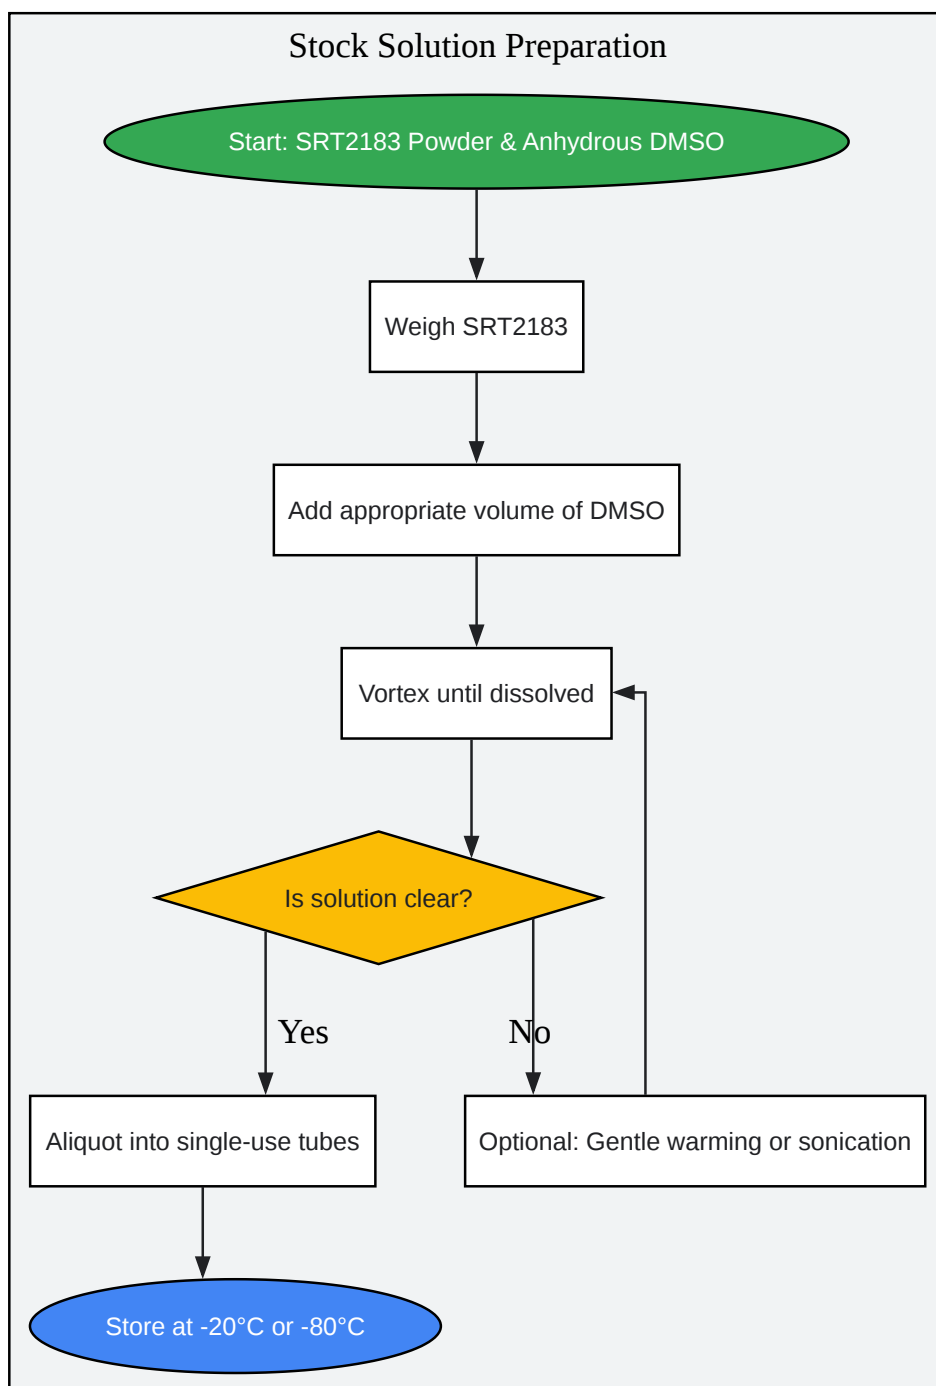 Stock Solution Preparation
Start: SRT2183 Powder & Anhydrous DMSO
Weigh SRT2183
Add appropriate volume of DMSO
Vortex until dissolved
Is solution clear?
Yes
No
Aliquot into single-use tubes
Optional: Gentle warming or sonication
Store at -20°C or -80°C